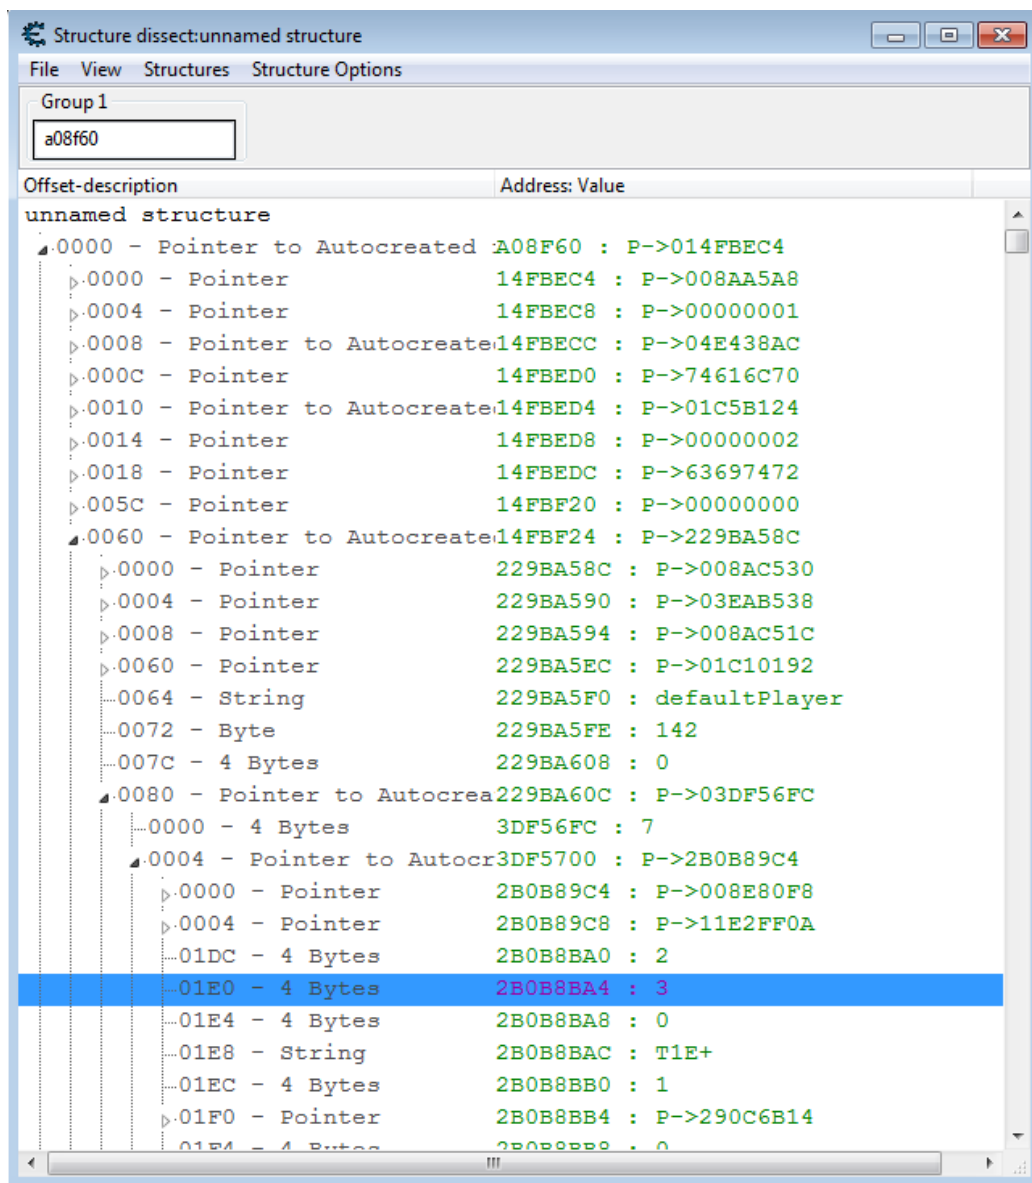 Structure dissect:unnamed structure
File View Structures Structure Options
Group 1
a08f60
Offset-description Address: Value
unnamed structure
0000 - Pointer to Autocreated A08F60 : P->014FBEC4
0000 - Pointer 14FBEC4 : P->008AA5A8
0004 - Pointer 14FBEC8 : P->00000001
0008 - Pointer to Autocreate 14FBECC : P->04E438AC
000C - Pointer 14FBED0 : P->74616C70
0010 - Pointer to Autocreate 14FBED4 : P->01C5B124
0014 - Pointer 14FBED8 : P->00000002
0018 - Pointer 14FBEDC : P->63697472
005C - Pointer 14FBF20 : P->00000000
0060 - Pointer to Autocreate 14FBF24 : P->229BA58C
0000 - Pointer 229BA58C : P->008AC530
0004 - Pointer 229BA590 : P->03EAB538
0008 - Pointer 229BA594 : P->008AC51C
0060 - Pointer 229BA5EC : P->01C10192
0064 - String 229BA5F0 : defaultPlayer
0072 - Byte 229BA5FE : 142
007C - 4 Bytes 229BA608 : 0
0080 - Pointer to Autocrea 229BA60C : P->03DF56FC
0000 - 4 Bytes 3DF56FC : 7
0004 - Pointer to Autocr 3DF5700 : P->2B0B89C4
0000 - Pointer 2B0B89C4 : P->008E80F8
0004 - Pointer 2B0B89C8 : P->11E2FF0A
01DC - 4 Bytes 2B0B8BA0 : 2
01E0 - 4 Bytes 2B0B8BA4 : 3
01E4 - 4 Bytes 2B0B8BA8 : 0
01E8 - String 2B0B8BAC : T1E+
01EC - 4 Bytes 2B0B8BB0 : 1
01F0 - Pointer 2B0B8BB4 : P->290C6B14
01F4 - 4 Bytes 2B0B8BB8 : 0